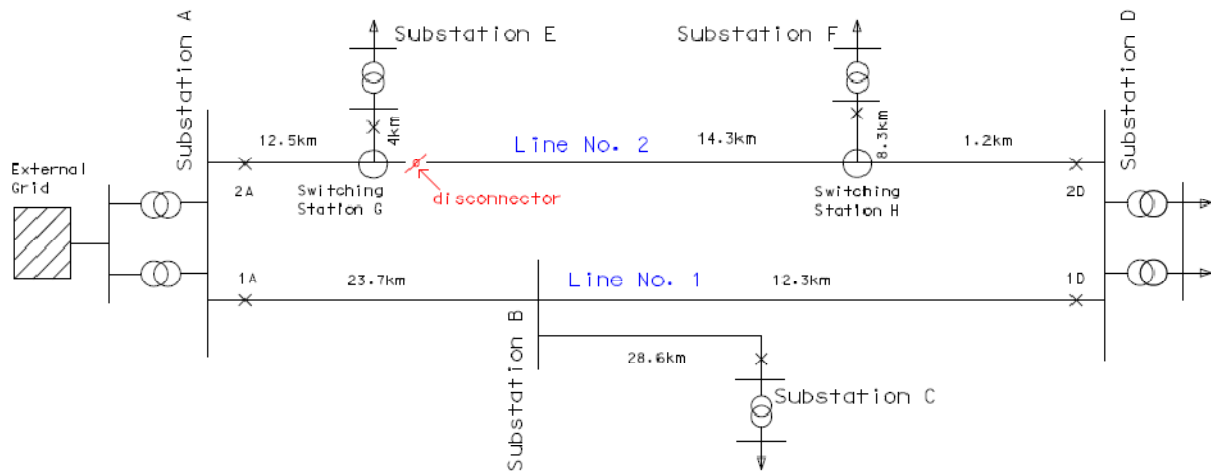 Substation A
Substation E
Substation F
Substation D
12.5km
4km
Line No. 2
14.3km
8.3km
1.2km
External
Grid
2A
Switching
Station G
disconnector
Switching
Station H
2D
1A
23.7km
Line No. 1
12.3km
1D
Substation B
28.6km
Substation C